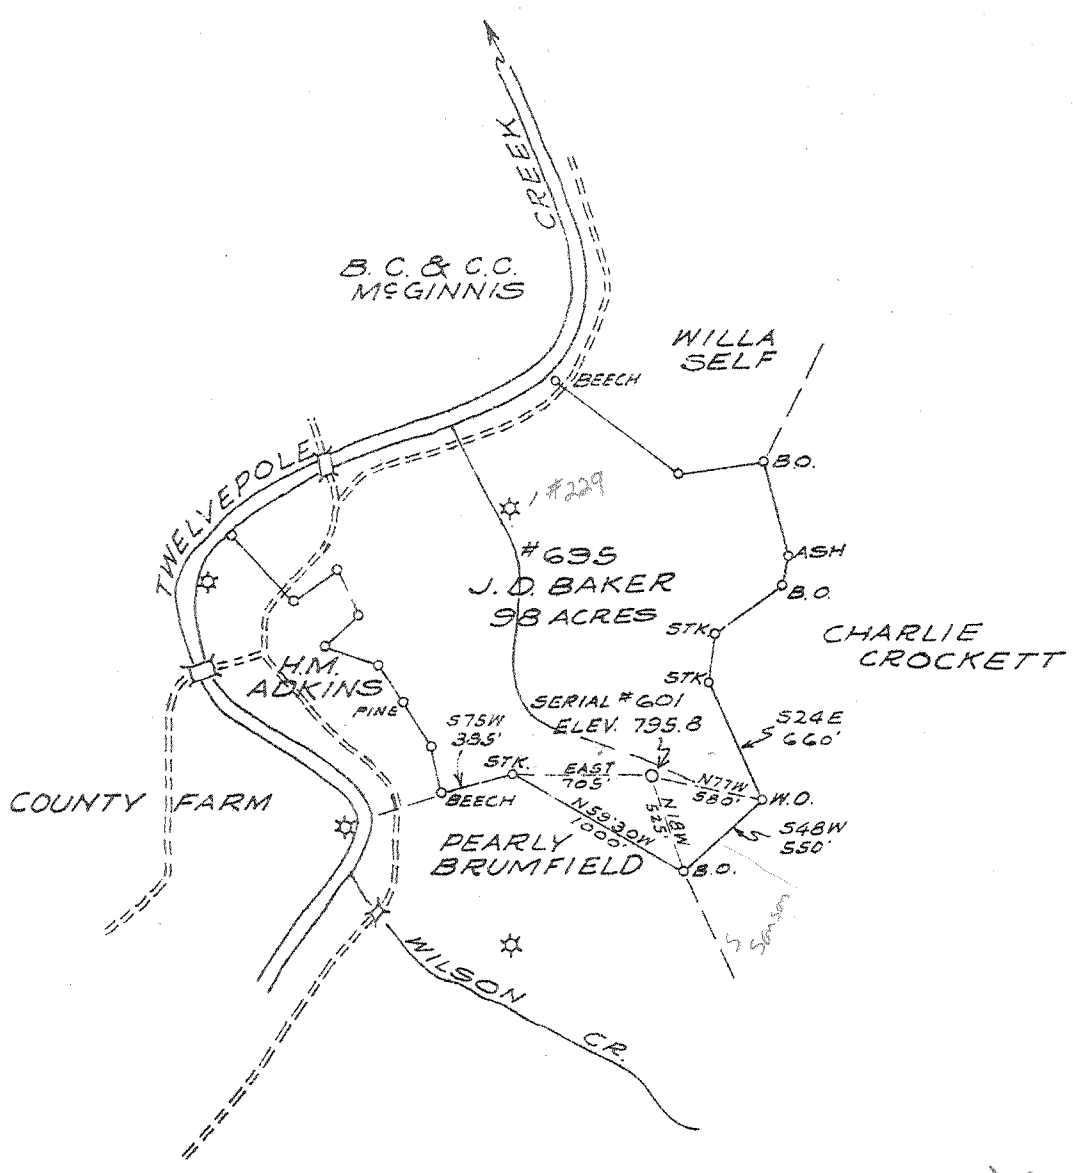 CREEK
B. C. & C.C.
McGINNIS
WILLA
SELF
BEECH
B.O.
TWELVEPOLE
#229
ASH
#695
J. D. BAKER
98 ACRES
B.O.
STK.
CHARLIE
CROCKETT
H.M.
ADKINS
STK.
PINE
SERIAL #601
ELEV. 795.8
S75W
385'
S24E
660'
STK.
EAST
705'
N77W
580'
BEECH
W.O.
COUNTY FARM
N59:30W
1000'
N18W
525'
S48W
550'
PEARLY
BRUMFIELD
B.O.
Sanson
WILSON
CR.